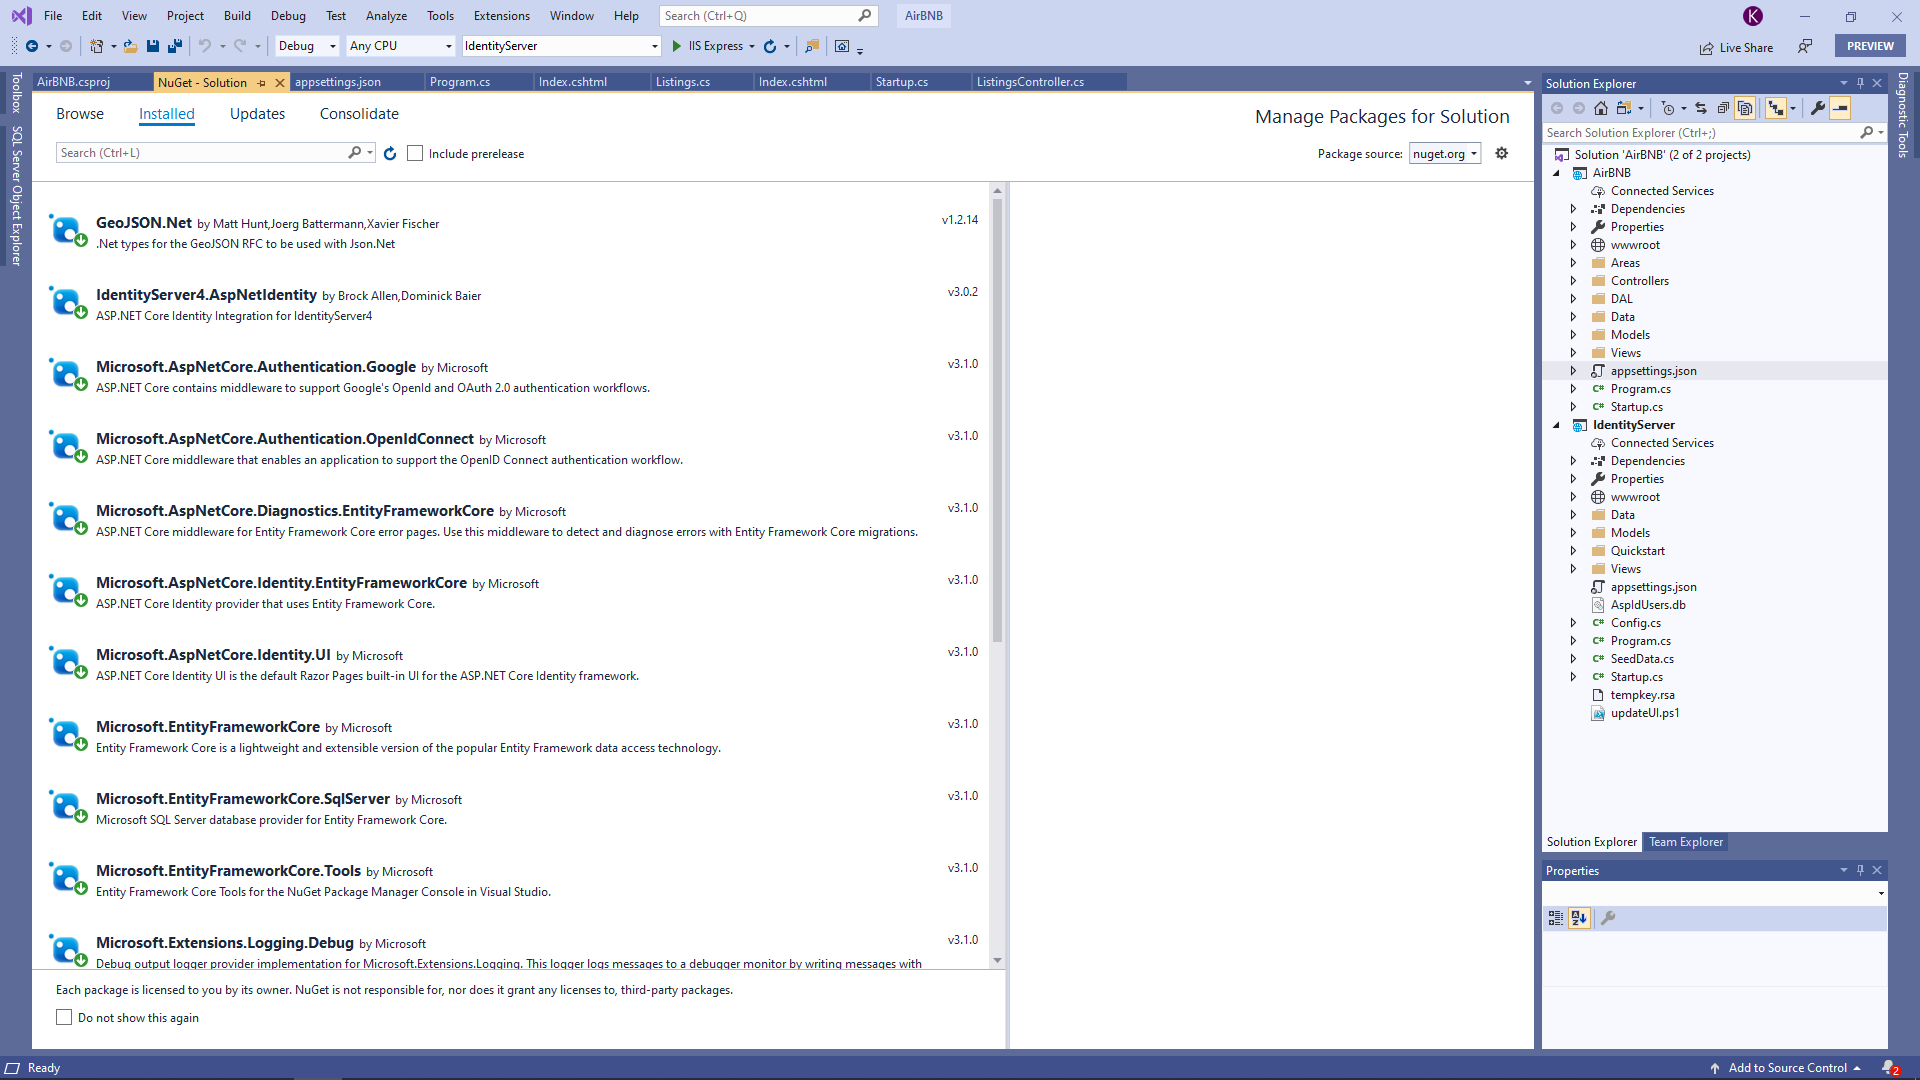 File Edit View Project Build Debug Test Analyze Tools Extensions Window Help Search (Ctrl+Q) AirBNB K
Debug Any CPU IdentityServer IIS Express Live Share PREVIEW
AirBNB.csproj NuGet - Solution appsettings.json Program.cs Index.cshtml Listings.cs Index.cshtml Startup.cs ListingsController.cs
Toolbox
SQL Server Object Explorer
Browse Installed Updates Consolidate
Manage Packages for Solution
Search (Ctrl+L) Include prerelease
Package source: nuget.org
GeoJSON.Net by Matt Hunt,Joerg Battermann,Xavier Fischer v1.2.14
.Net types for the GeoJSON RFC to be used with Json.Net
IdentityServer4.AspNetIdentity by Brock Allen,Dominick Baier v3.0.2
ASP.NET Core Identity Integration for IdentityServer4
Microsoft.AspNetCore.Authentication.Google by Microsoft v3.1.0
ASP.NET Core contains middleware to support Google's OpenId and OAuth 2.0 authentication workflows.
Microsoft.AspNetCore.Authentication.OpenIdConnect by Microsoft v3.1.0
ASP.NET Core middleware that enables an application to support the OpenID Connect authentication workflow.
Microsoft.AspNetCore.Diagnostics.EntityFrameworkCore by Microsoft v3.1.0
ASP.NET Core middleware for Entity Framework Core error pages. Use this middleware to detect and diagnose errors with Entity Framework Core migrations.
Microsoft.AspNetCore.Identity.EntityFrameworkCore by Microsoft v3.1.0
ASP.NET Core Identity provider that uses Entity Framework Core.
Microsoft.AspNetCore.Identity.UI by Microsoft v3.1.0
ASP.NET Core Identity UI is the default Razor Pages built-in UI for the ASP.NET Core Identity framework.
Microsoft.EntityFrameworkCore by Microsoft v3.1.0
Entity Framework Core is a lightweight and extensible version of the popular Entity Framework data access technology.
Microsoft.EntityFrameworkCore.SqlServer by Microsoft v3.1.0
Microsoft SQL Server database provider for Entity Framework Core.
Microsoft.EntityFrameworkCore.Tools by Microsoft v3.1.0
Entity Framework Core Tools for the NuGet Package Manager Console in Visual Studio.
Microsoft.Extensions.Logging.Debug by Microsoft v3.1.0
Debug output logger provider implementation for Microsoft.Extensions.Logging. This logger logs messages to a debugger monitor by writing messages with
Each package is licensed to you by its owner. NuGet is not responsible for, nor does it grant any licenses to, third-party packages.
Do not show this again
Solution Explorer
Search Solution Explorer (Ctrl+;)
Solution 'AirBNB' (2 of 2 projects)
AirBNB
Connected Services
Dependencies
Properties
wwwroot
Areas
Controllers
DAL
Data
Models
Views
appsettings.json
C# Program.cs
C# Startup.cs
IdentityServer
Connected Services
Dependencies
Properties
wwwroot
Data
Models
Quickstart
Views
appsettings.json
AspIdUsers.db
C# Config.cs
C# Program.cs
C# SeedData.cs
C# Startup.cs
tempkey.rsa
updateUI.ps1
Solution Explorer Team Explorer
Properties
Diagnostic Tools
Ready
Add to Source Control 2